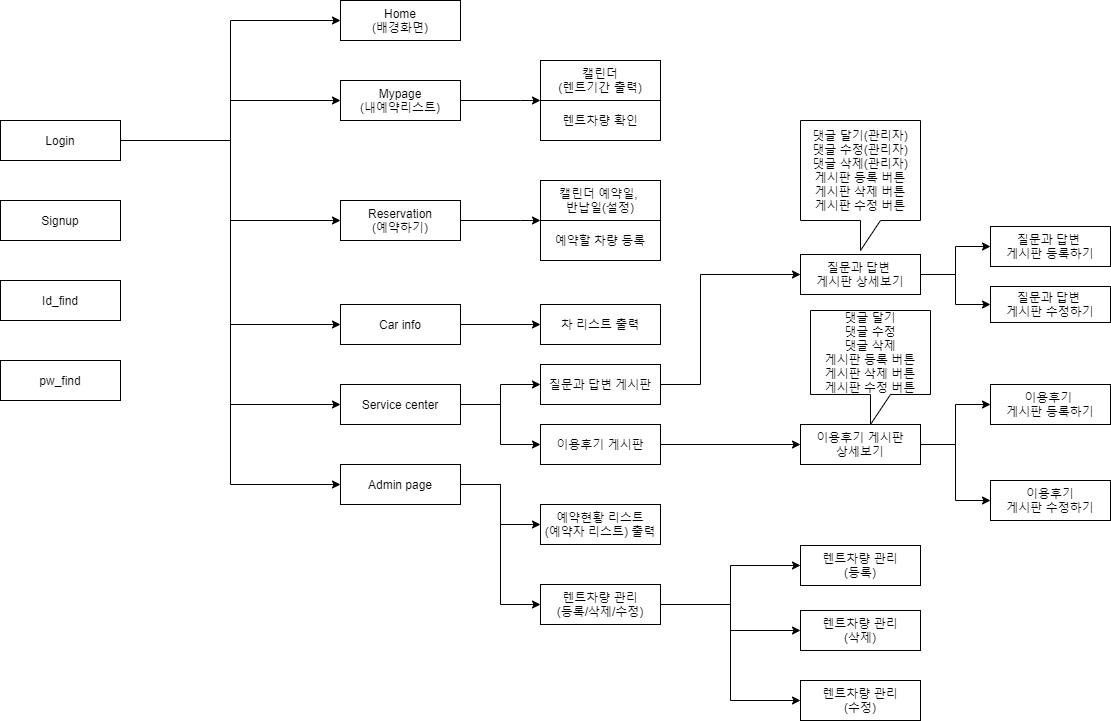 Login
Signup
Id_find
pw_find
Home
(배경화면)
Mypage
(내예약리스트)
Reservation
(예약하기)
Car info
Service center
Admin page
캘린더
(렌트기간 출력)
렌트차량 확인
캘린더 예약일,
반납일(설정)
예약할 차량 등록
차 리스트 출력
질문과 답변 게시판
이용후기 게시판
예약현황 리스트
(예약자 리스트) 출력
렌트차량 관리
(등록/삭제/수정)
댓글 달기(관리자)
댓글 수정(관리자)
댓글 삭제(관리자)
게시판 등록 버튼
게시판 삭제 버튼
게시판 수정 버튼
질문과 답변
게시판 상세보기
댓글 달기
댓글 수정
댓글 삭제
게시판 등록 버튼
게시판 삭제 버튼
게시판 수정 버튼
이용후기 게시판
상세보기
렌트차량 관리
(등록)
렌트차량 관리
(삭제)
렌트차량 관리
(수정)
질문과 답변
게시판 등록하기
질문과 답변
게시판 수정하기
이용후기
게시판 등록하기
이용후기
게시판 수정하기